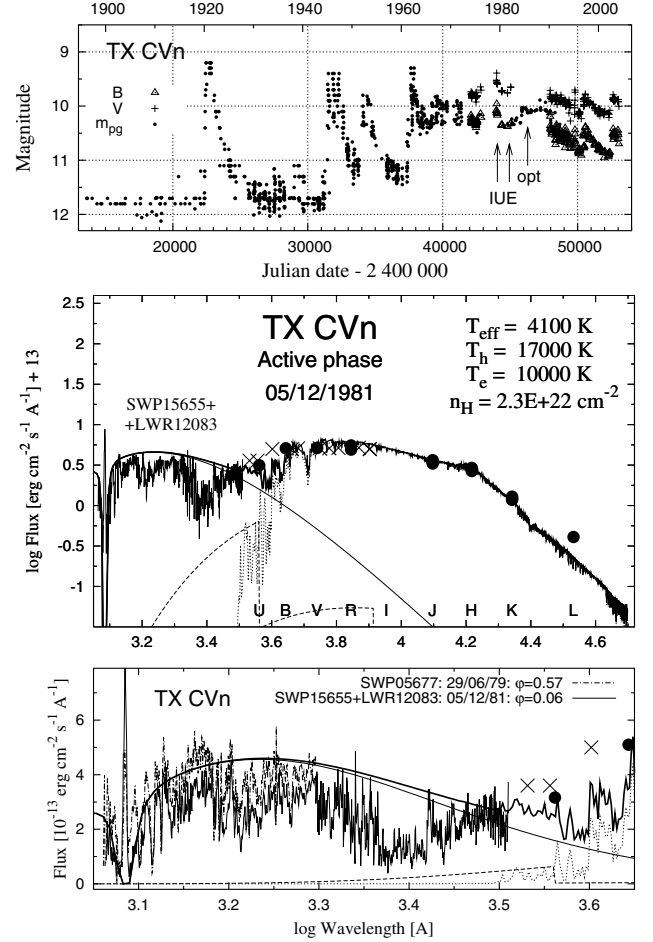 1900 1920 1940 1960 1980 2000
TX CVn
B
V
m_pg
9
10
11
12
Magnitude
IUE
opt
20000 30000 40000 50000
Julian date - 2 400 000
TX CVn
Active phase
05/12/1981
T_eff = 4100 K
T_h = 17000 K
T_e = 10000 K
n_H = 2.3E+22 cm^-2
SWP15655+
+LWR12083
2.5
2
1.5
1
0.5
0
-0.5
-1
log Flux [erg cm^-2 s^-1 A^-1] + 13
U B V R I J H K L
3.2 3.4 3.6 3.8 4 4.2 4.4 4.6
TX CVn
SWP05677: 29/06/79: φ=0.57
SWP15655+LWR12083: 05/12/81: φ=0.06
6
4
2
0
Flux [10^-13 erg cm^-2 s^-1 A^-1]
3.1 3.2 3.3 3.4 3.5 3.6
log Wavelength [A]